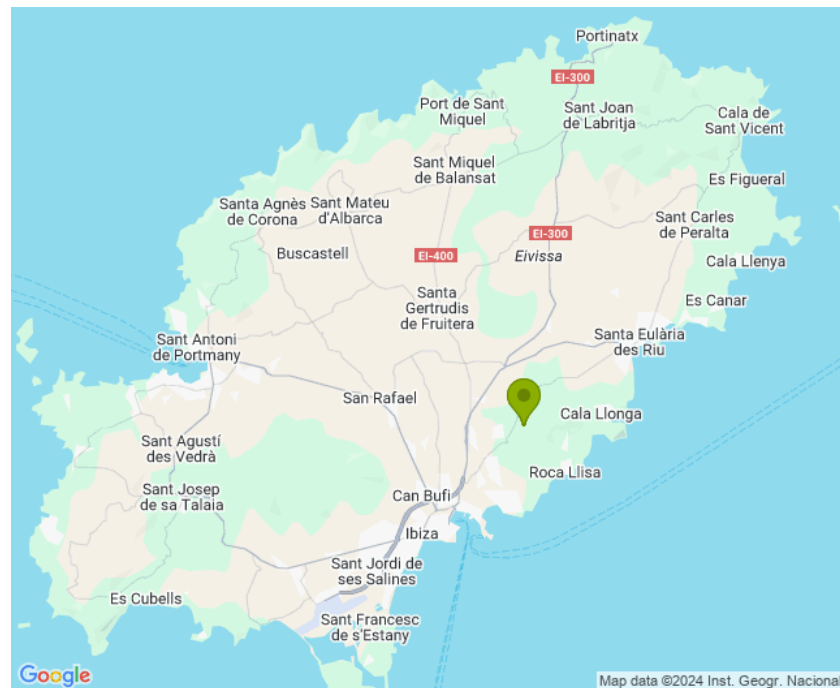 Portinatx
EI-300
Port de Sant
Miquel
Sant Joan
de Labritja
Cala de
Sant Vicent
Sant Miquel
de Balansat
Es Figueral
Santa Agnès
de Corona
Sant Mateu
d'Albarca
Sant Carles
de Peralta
EI-300
Buscastell
EI-400
Eivissa
Cala Llenya
Santa
Gertrudis
de Fruitera
Es Canar
Sant Antoni
de Portmany
Santa Eulària
des Riu
San Rafael
Cala Llonga
Sant Agustí
des Vedrà
Roca Llisa
Sant Josep
de sa Talaia
Can Bufi
Ibiza
Sant Jordi de
ses Salines
Es Cubells
Sant Francesc
de s'Estany
Google
Map data ©2024 Inst. Geogr. Nacional